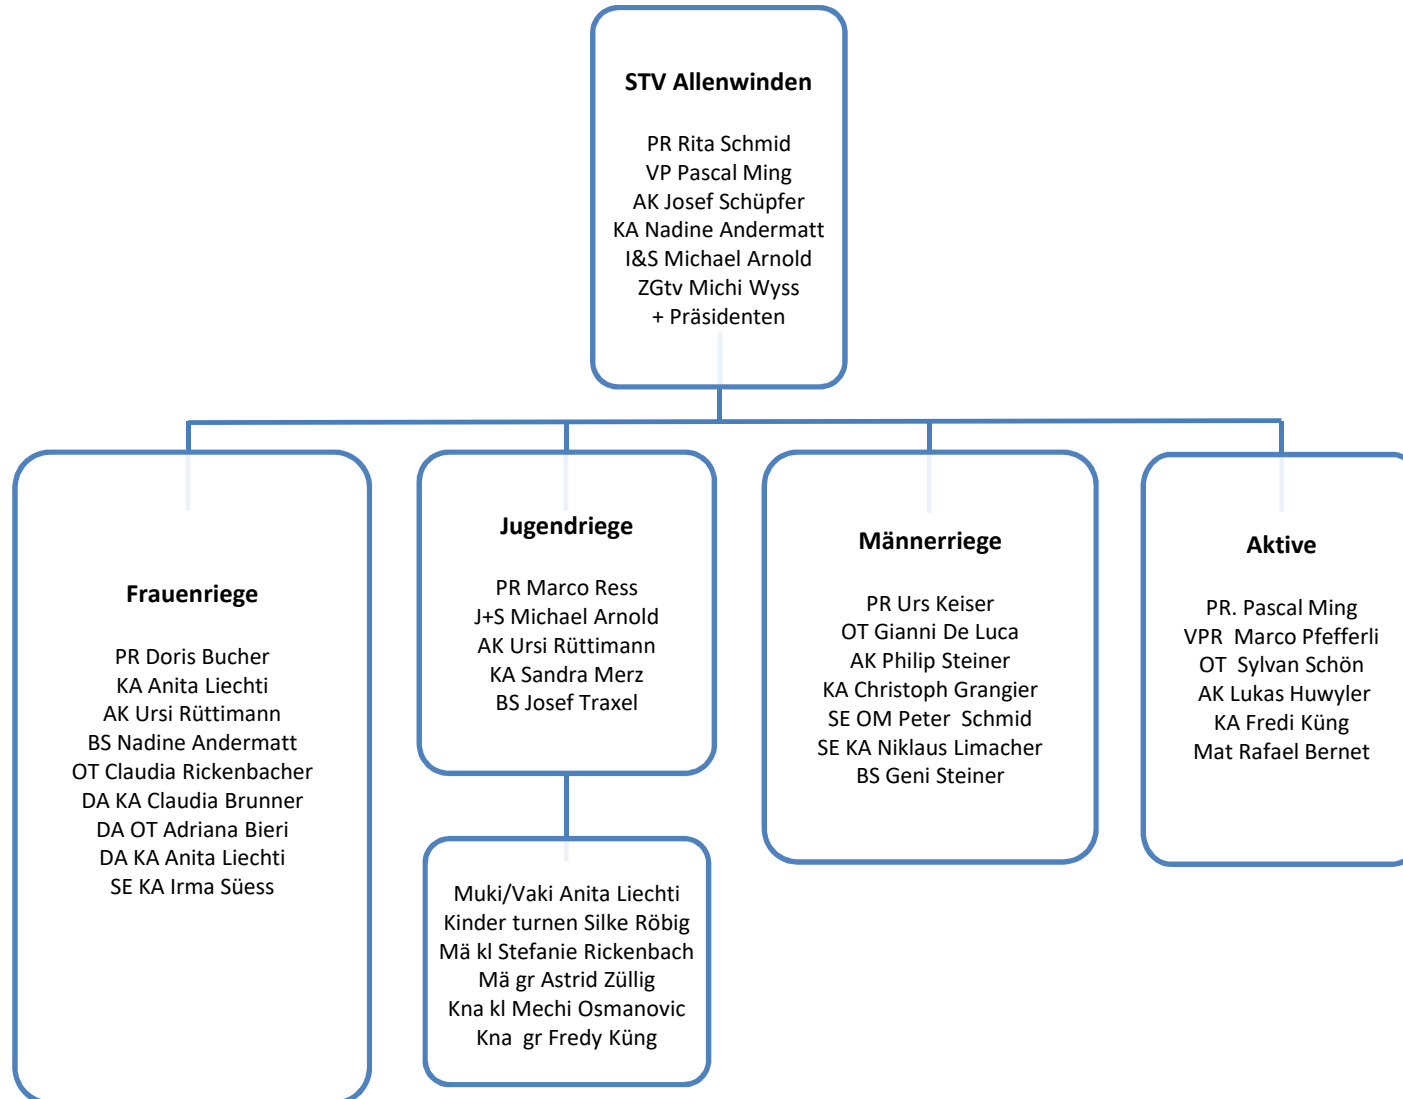 STV Allenwinden
PR Rita Schmid
VP Pascal Ming
AK Josef Schüpfer
KA Nadine Andermatt
I&S Michael Arnold
ZGtv Michi Wyss
+ Präsidenten
Frauenriege
PR Doris Bucher
KA Anita Liechti
AK Ursi Rüttimann
BS Nadine Andermatt
OT Claudia Rickenbacher
DA KA Claudia Brunner
DA OT Adriana Bieri
DA KA Anita Liechti
SE KA Irma Süess
Jugendriege
PR Marco Ress
J+S Michael Arnold
AK Ursi Rüttimann
KA Sandra Merz
BS Josef Traxel
Muki/Vaki Anita Liechti
Kinder turnen Silke Röbig
Mä kl Stefanie Rickenbach
Mä gr Astrid Züllig
Kna kl Mechi Osmanovic
Kna  gr Fredy Küng
Männerriege
PR Urs Keiser
OT Gianni De Luca
AK Philip Steiner
KA Christoph Grangier
SE OM Peter  Schmid
SE KA Niklaus Limacher
BS Geni Steiner
Aktive
PR. Pascal Ming
VPR  Marco Pfefferli
OT  Sylvan Schön
AK Lukas Huwyler
KA Fredi Küng
Mat Rafael Bernet